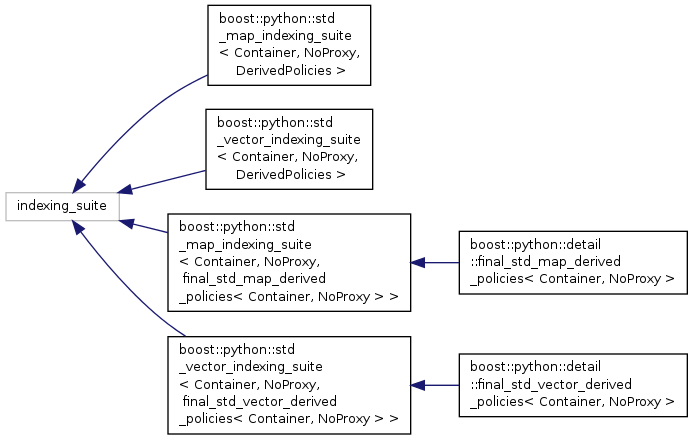 boost::python::std
_map_indexing_suite
< Container, NoProxy,
DerivedPolicies >
boost::python::std
_vector_indexing_suite
< Container, NoProxy,
DerivedPolicies >
indexing_suite
boost::python::std
_map_indexing_suite
< Container, NoProxy,
final_std_map_derived
_policies< Container, NoProxy > >
boost::python::detail
::final_std_map_derived
_policies< Container, NoProxy >
boost::python::std
_vector_indexing_suite
< Container, NoProxy,
final_std_vector_derived
_policies< Container, NoProxy > >
boost::python::detail
::final_std_vector_derived
_policies< Container, NoProxy >